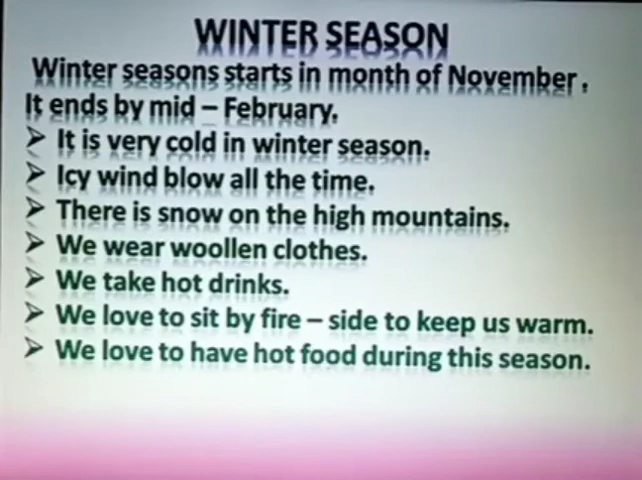 WINTER SEASON
Winter seasons starts in month of November .
It ends by mid – February.
➢ It is very cold in winter season.
➢ Icy wind blow all the time.
➢ There is snow on the high mountains.
➢ We wear woollen clothes.
➢ We take hot drinks.
➢ We love to sit by fire – side to keep us warm.
➢ We love to have hot food during this season.